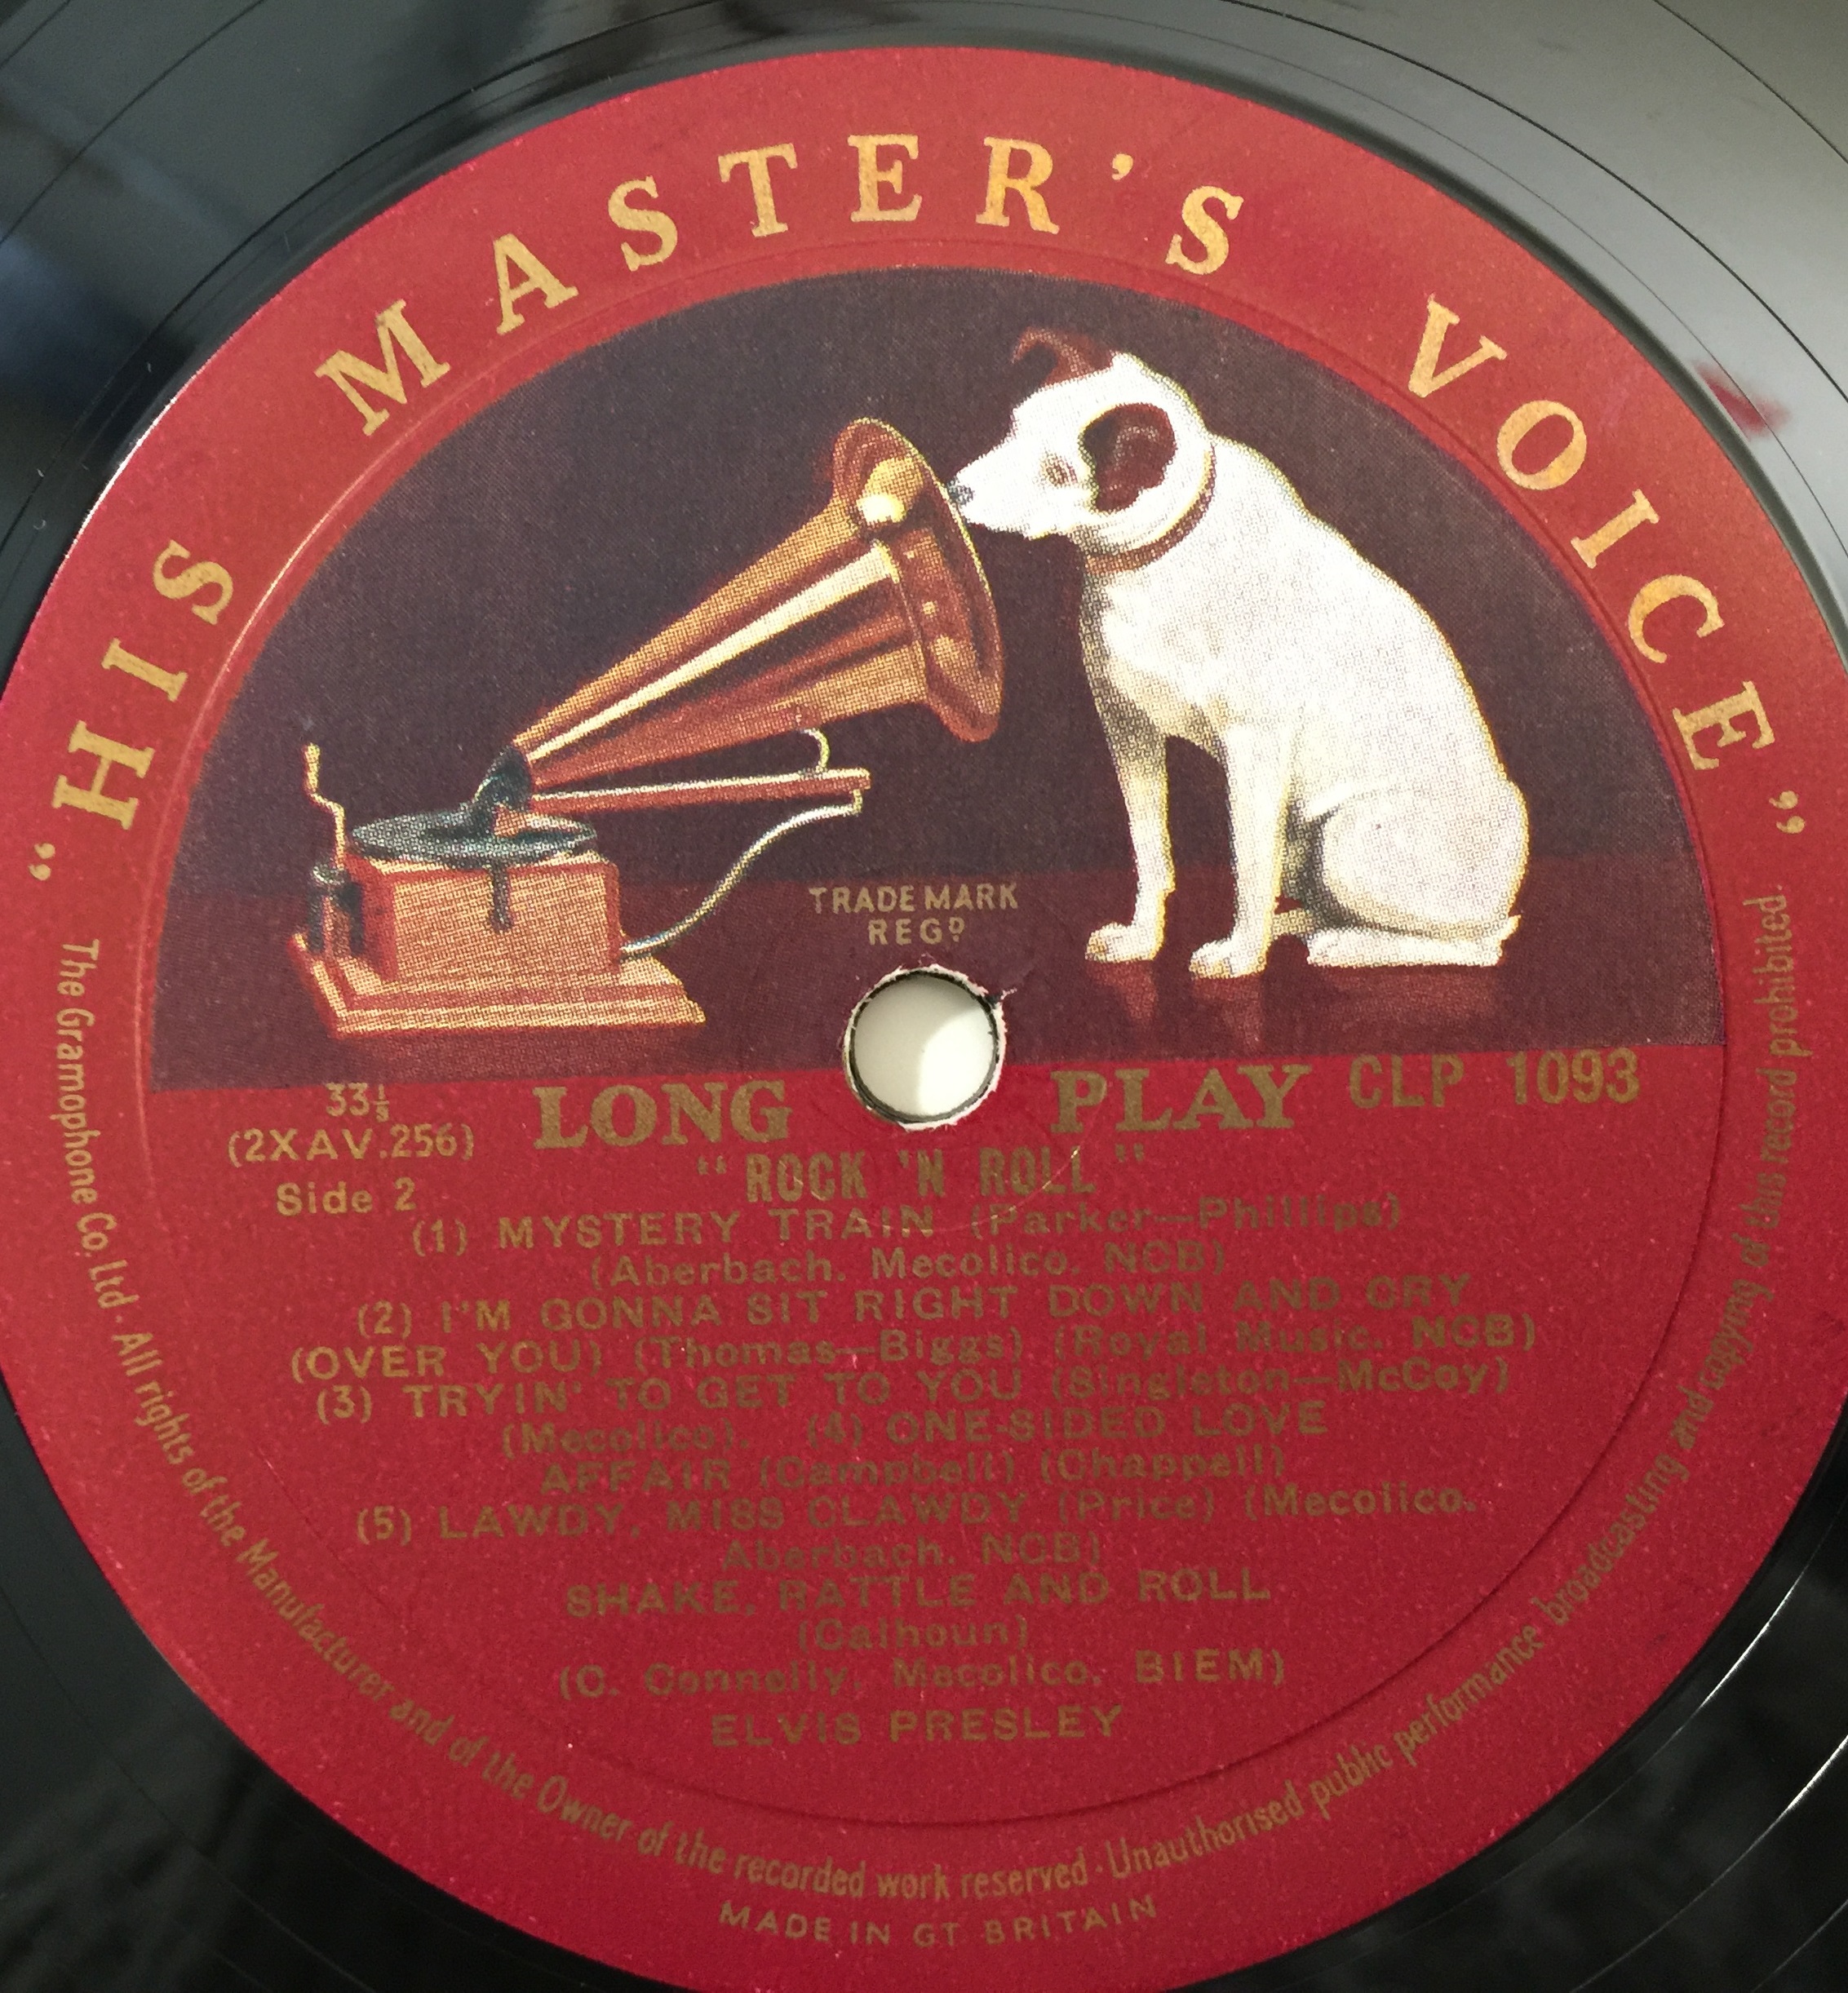 "HIS MASTER'S VOICE"
TRADE MARK
REGD
33⅓
LONG PLAY CLP 1093
(2XAV.256)
Side 2
"ROCK 'N ROLL"
(1) MYSTERY TRAIN (Parker—Phillips)
(Aberbach. Mecolico. NCB)
(2) I'M GONNA SIT RIGHT DOWN AND CRY
(OVER YOU) (Thomas—Biggs) (Royal Music. NCB)
(3) TRYIN' TO GET TO YOU (Singleton—McCoy)
(Mecolico). (4) ONE-SIDED LOVE
AFFAIR (Campbell) (Chappell)
(5) LAWDY, MISS CLAWDY (Price) (Mecolico.
Aberbach. NCB)
SHAKE, RATTLE AND ROLL
(Calhoun)
(C. Connelly, Mecolico, BIEM)
ELVIS PRESLEY
The Gramophone Co. Ltd. All rights of the Manufacturer and of the Owner of the recorded work reserved · Unauthorised public performance broadcasting and copying of this record prohibited.
MADE IN GT BRITAIN